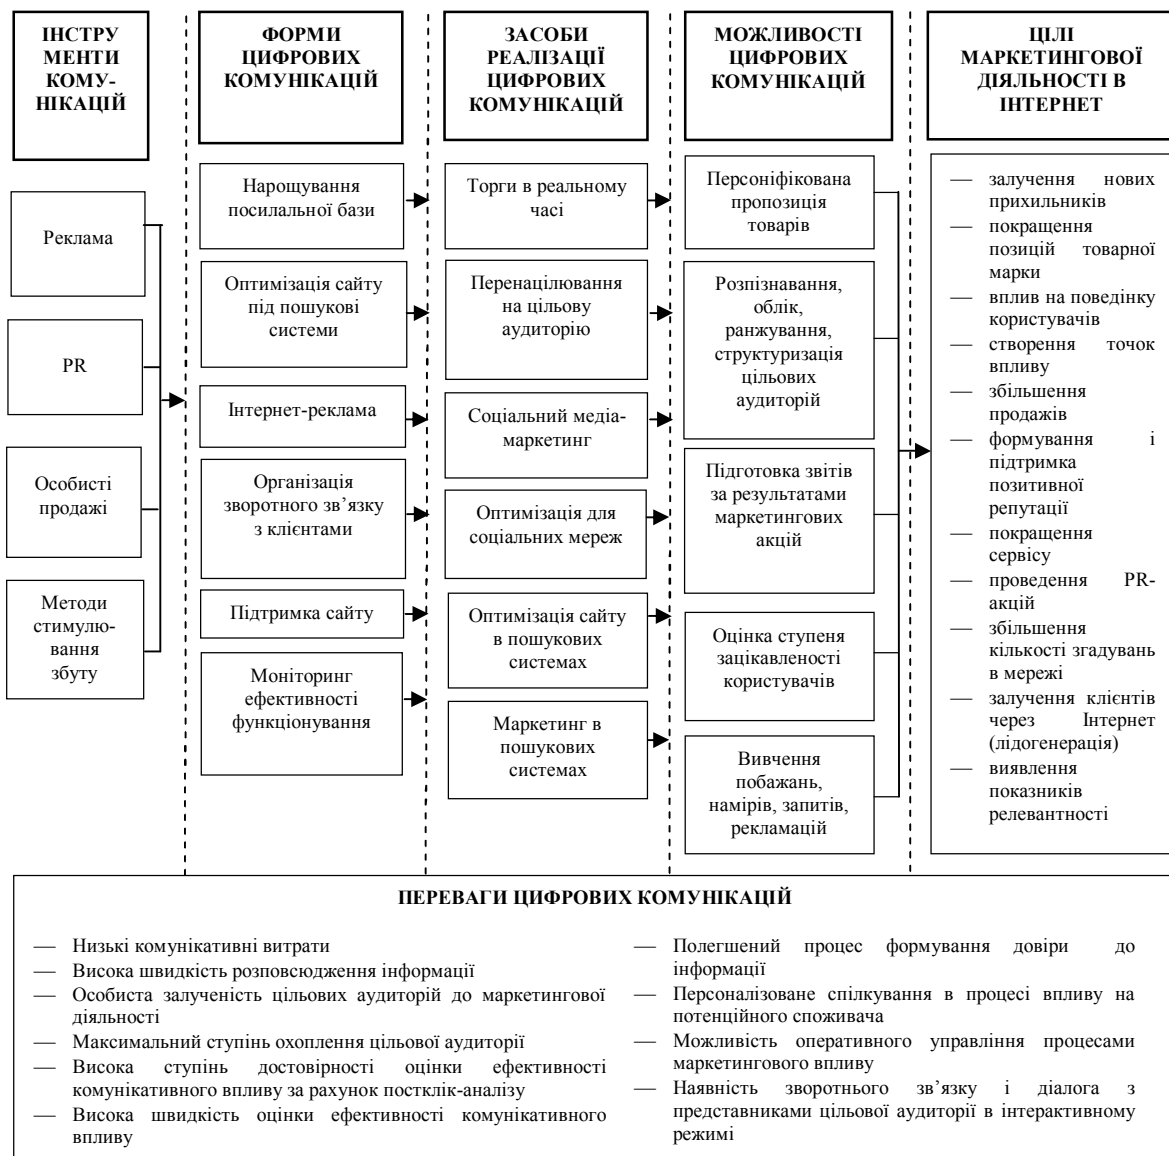 ІНСТРУ
МЕНТИ
КОМУ-
НІКАЦІЙ
ФОРМИ
ЦИФРОВИХ
КОМУНІКАЦІЙ
ЗАСОБИ
РЕАЛІЗАЦІЇ
ЦИФРОВИХ
КОМУНІКАЦІЙ
МОЖЛИВОСТІ
ЦИФРОВИХ
КОМУНІКАЦІЙ
ЦІЛІ
МАРКЕТИНГОВОЇ
ДІЯЛЬНОСТІ В
ІНТЕРНЕТ
Реклама
PR
Особисті
продажі
Методи
стимулю-
вання
збуту
Нарощування
посилальної бази
Оптимізація сайту
під пошукові
системи
Інтернет-реклама
Організація
зворотного зв’язку
з клієнтами
Підтримка сайту
Моніторинг
ефективності
функціонування
Торги в реальному
часі
Перенацілювання
на цільову
аудиторію
Соціальний медіа-
маркетинг
Оптимізація для
соціальних мереж
Оптимізація сайту
в пошукових
системах
Маркетинг в
пошукових
системах
Персоніфікована
пропозиція
товарів
Розпізнавання,
облік,
ранжування,
структуризація
цільових
аудиторій
Підготовка звітів
за результатами
маркетингових
акцій
Оцінка ступеня
зацікавленості
користувачів
Вивчення
побажань,
намірів, запитів,
рекламацій
— залучення нових
прихильників
— покращення
позицій товарної
марки
— вплив на поведінку
користувачів
— створення точок
впливу
— збільшення
продажів
— формування і
підтримка
позитивної
репутації
— покращення
сервісу
— проведення PR-
акцій
— збільшення
кількості згадувань
в мережі
— залучення клієнтів
через Інтернет
(лідогенерація)
— виявлення
показників
релевантності
ПЕРЕВАГИ ЦИФРОВИХ КОМУНІКАЦІЙ
— Низькі комунікативні витрати
— Висока швидкість розповсюдження інформації
— Особиста залученість цільових аудиторій до маркетингової
діяльності
— Максимальний ступінь охоплення цільової аудиторії
— Висока ступінь достовірності оцінки ефективності
комунікативного впливу за рахунок постклік-аналізу
— Висока швидкість оцінки ефективності комунікативного
впливу
— Полегшений процес формування довіри до
інформації
— Персоналізоване спілкування в процесі впливу на
потенційного споживача
— Можливість оперативного управління процесами
маркетингового впливу
— Наявність зворотнього зв’язку і діалога з
представниками цільової аудиторії в інтерактивному
режимі